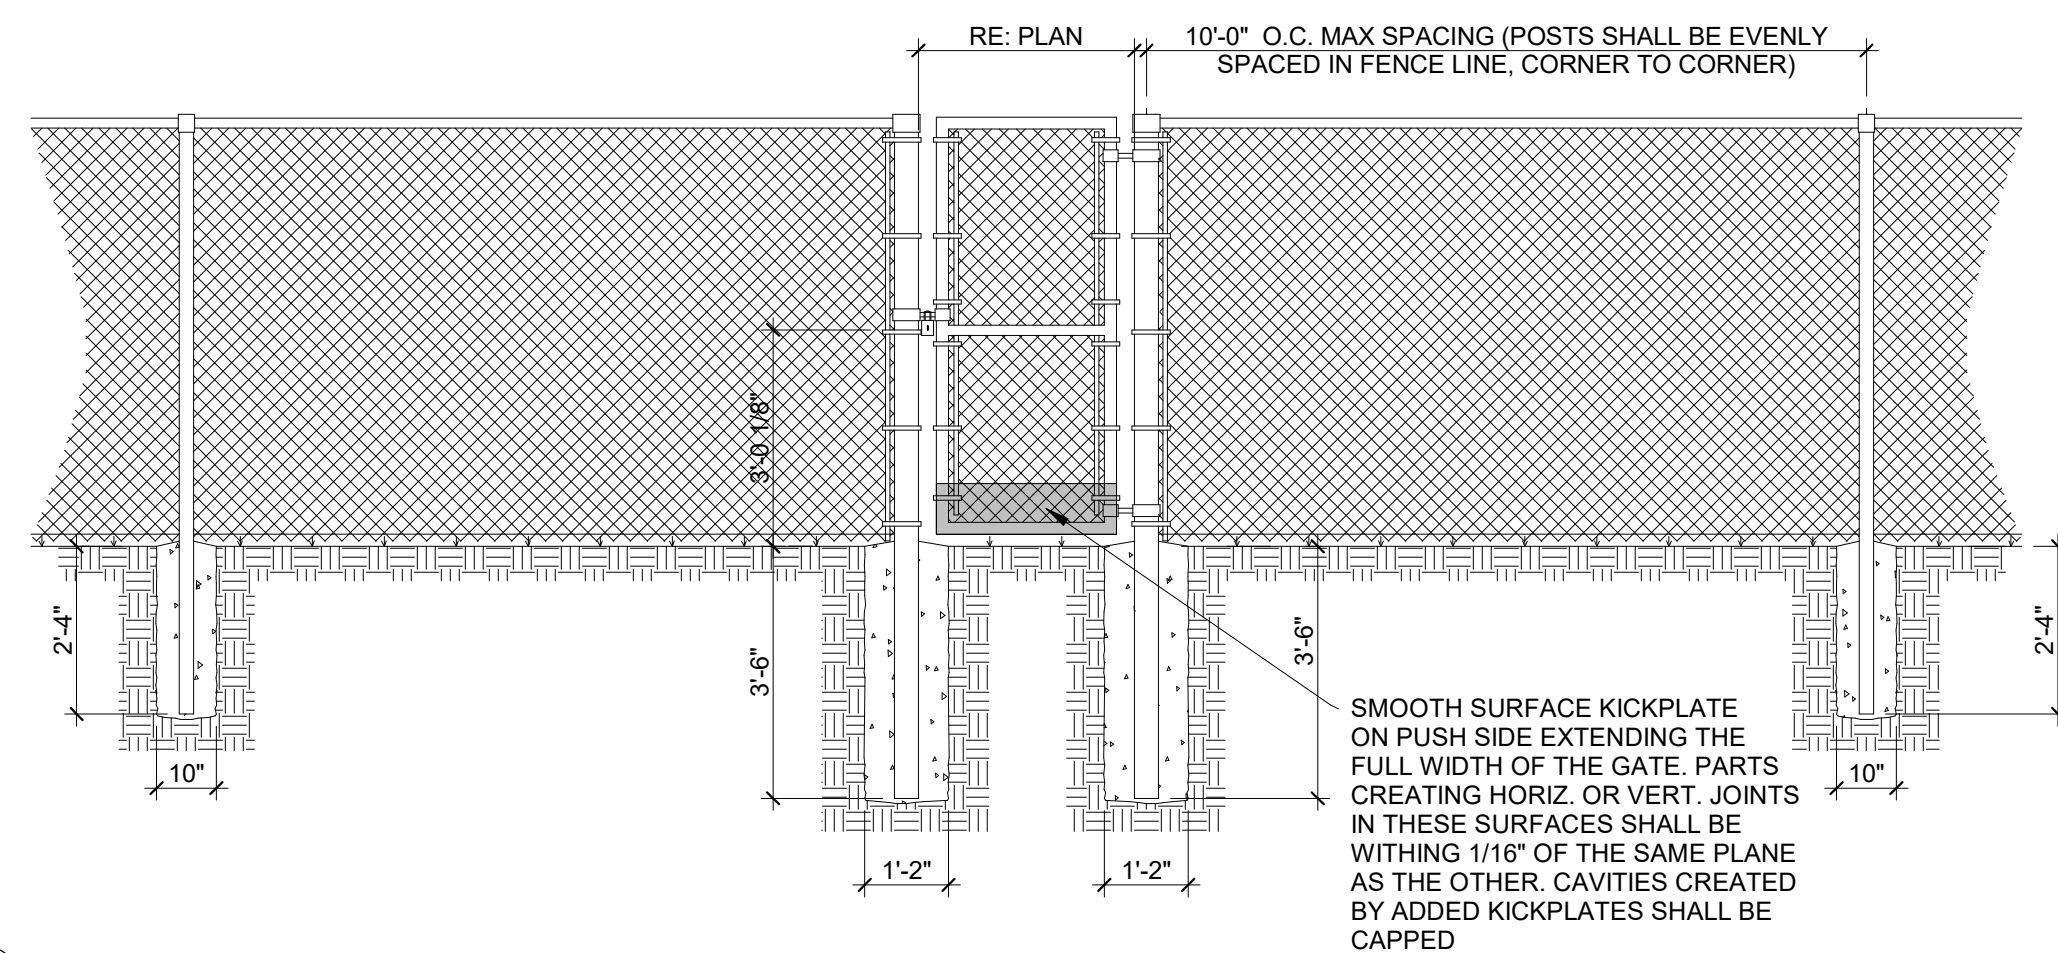 RE: PLAN
10'-0" O.C. MAX SPACING (POSTS SHALL BE EVENLY
SPACED IN FENCE LINE, CORNER TO CORNER)
3'-0 1/8"
2'-4"
3'-6"
3'-6"
2'-4"
10"
1'-2"
1'-2"
10"
SMOOTH SURFACE KICKPLATE
ON PUSH SIDE EXTENDING THE
FULL WIDTH OF THE GATE. PARTS
CREATING HORIZ. OR VERT. JOINTS
IN THESE SURFACES SHALL BE
WITHING 1/16" OF THE SAME PLANE
AS THE OTHER. CAVITIES CREATED
BY ADDED KICKPLATES SHALL BE
CAPPED